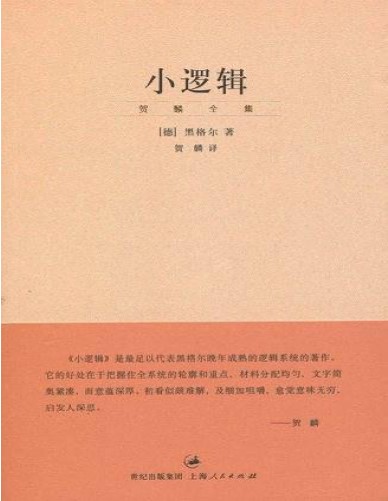 小逻辑
贺麟全集
[德] 黑格尔 著
贺 麟 译
《小逻辑》是最足以代表黑格尔晚年成熟的逻辑系统的著作。
它的好处在于把握住全系统的轮廓和重点，材料分配均匀，文字简
奥紧凑，而意蕴深厚，初看似颇难解，及细加咀嚼，愈觉意味无穷，
启发人深思。
——贺 麟
世纪出版集团 上海人民出版社